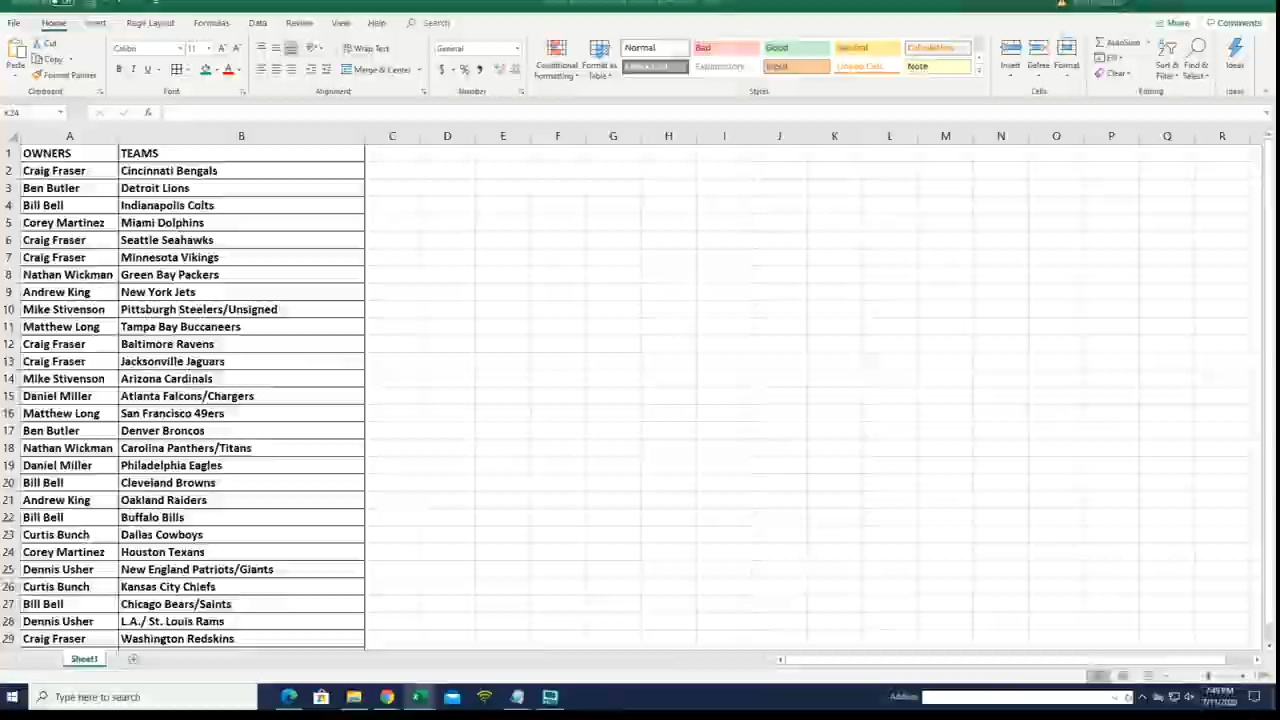 File Home Insert Page Layout Formulas Data Review View Help Search Share Comments
Cut
Copy
Format Painter
Paste
Calibri 11
Wrap Text
Merge & Center
General
Conditional Formatting
Format as Table
Normal Bad Good Neutral Calculation
Explanatory Input Linked Cell Note
Insert Delete Format
AutoSum
Fill
Clear
Sort & Filter
Find & Select
Ideas
Clipboard Font Alignment Number Styles Cells Editing Ideas
K24
A B C D E F G H I J K L M N O P Q R
1 OWNERS TEAMS
2 Craig Fraser Cincinnati Bengals
3 Ben Butler Detroit Lions
4 Bill Bell Indianapolis Colts
5 Corey Martinez Miami Dolphins
6 Craig Fraser Seattle Seahawks
7 Craig Fraser Minnesota Vikings
8 Nathan Wickman Green Bay Packers
9 Andrew King New York Jets
10 Mike Stivenson Pittsburgh Steelers/Unsigned
11 Matthew Long Tampa Bay Buccaneers
12 Craig Fraser Baltimore Ravens
13 Craig Fraser Jacksonville Jaguars
14 Mike Stivenson Arizona Cardinals
15 Daniel Miller Atlanta Falcons/Chargers
16 Matthew Long San Francisco 49ers
17 Ben Butler Denver Broncos
18 Nathan Wickman Carolina Panthers/Titans
19 Daniel Miller Philadelphia Eagles
20 Bill Bell Cleveland Browns
21 Andrew King Oakland Raiders
22 Bill Bell Buffalo Bills
23 Curtis Bunch Dallas Cowboys
24 Corey Martinez Houston Texans
25 Dennis Usher New England Patriots/Giants
26 Curtis Bunch Kansas City Chiefs
27 Bill Bell Chicago Bears/Saints
28 Dennis Usher L.A./ St. Louis Rams
29 Craig Fraser Washington Redskins
Sheet1
Type here to search
Address
7:49 PM
7/11/2020